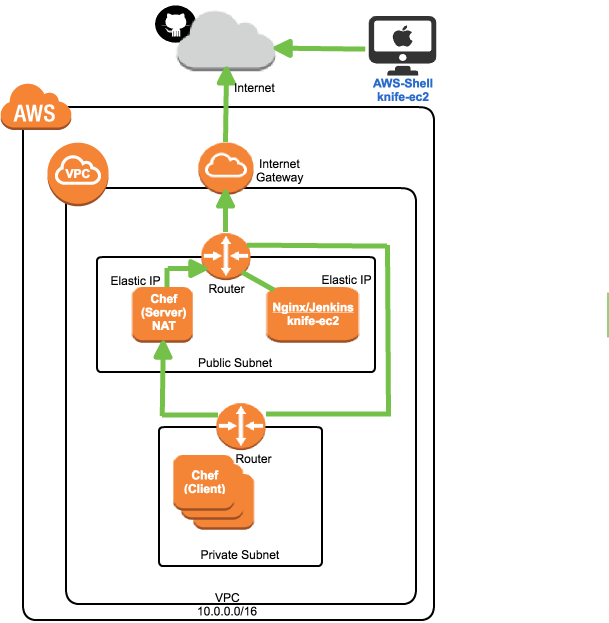 Internet
AWS-Shell
knife-ec2
AWS
VPC
Internet
Gateway
Elastic IP
Router
Elastic IP
Chef
(Server)
NAT
Nginx/Jenkins
knife-ec2
Public Subnet
Router
Chef
(Client)
Private Subnet
VPC
10.0.0.0/16